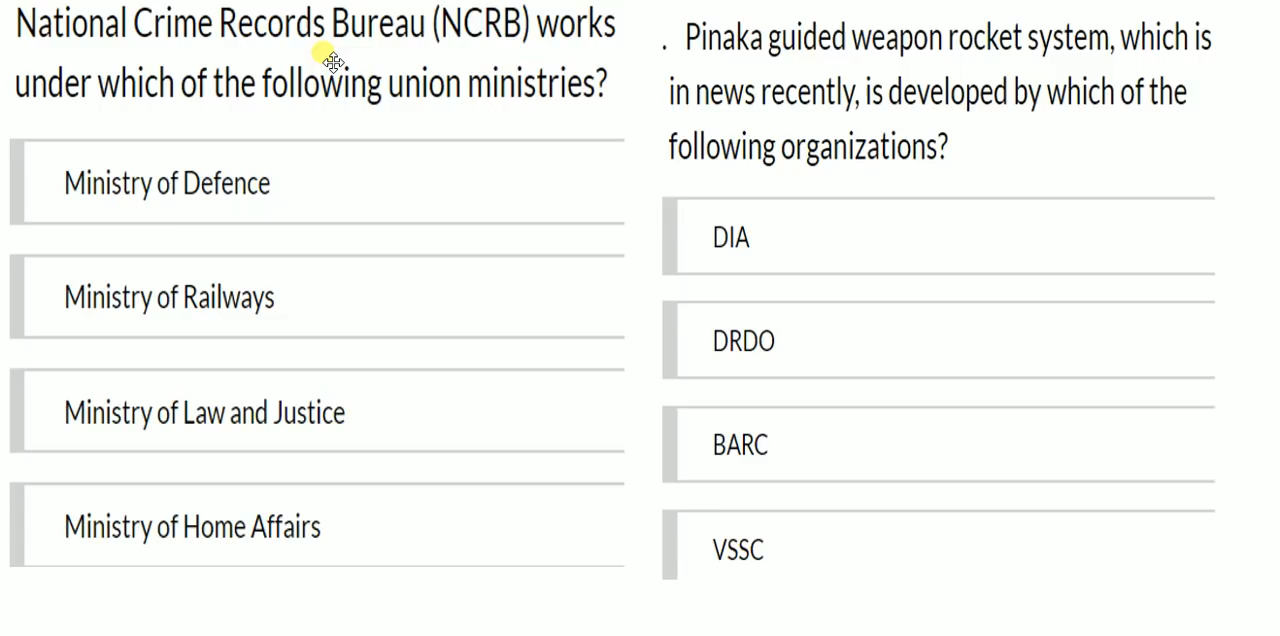 National Crime Records Bureau (NCRB) works
under which of the following union ministries?
Ministry of Defence
Ministry of Railways
Ministry of Law and Justice
Ministry of Home Affairs
. Pinaka guided weapon rocket system, which is
in news recently, is developed by which of the
following organizations?
DIA
DRDO
BARC
VSSC